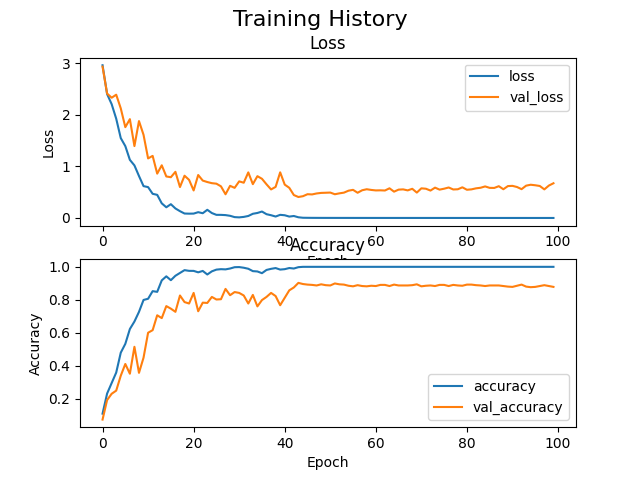 Training History
Loss
3
2
1
0
Loss
loss
val_loss
0 20 40 60 80 100
Epoch
Accuracy
1.0
0.8
0.6
0.4
0.2
Accuracy
accuracy
val_accuracy
0 20 40 60 80 100
Epoch